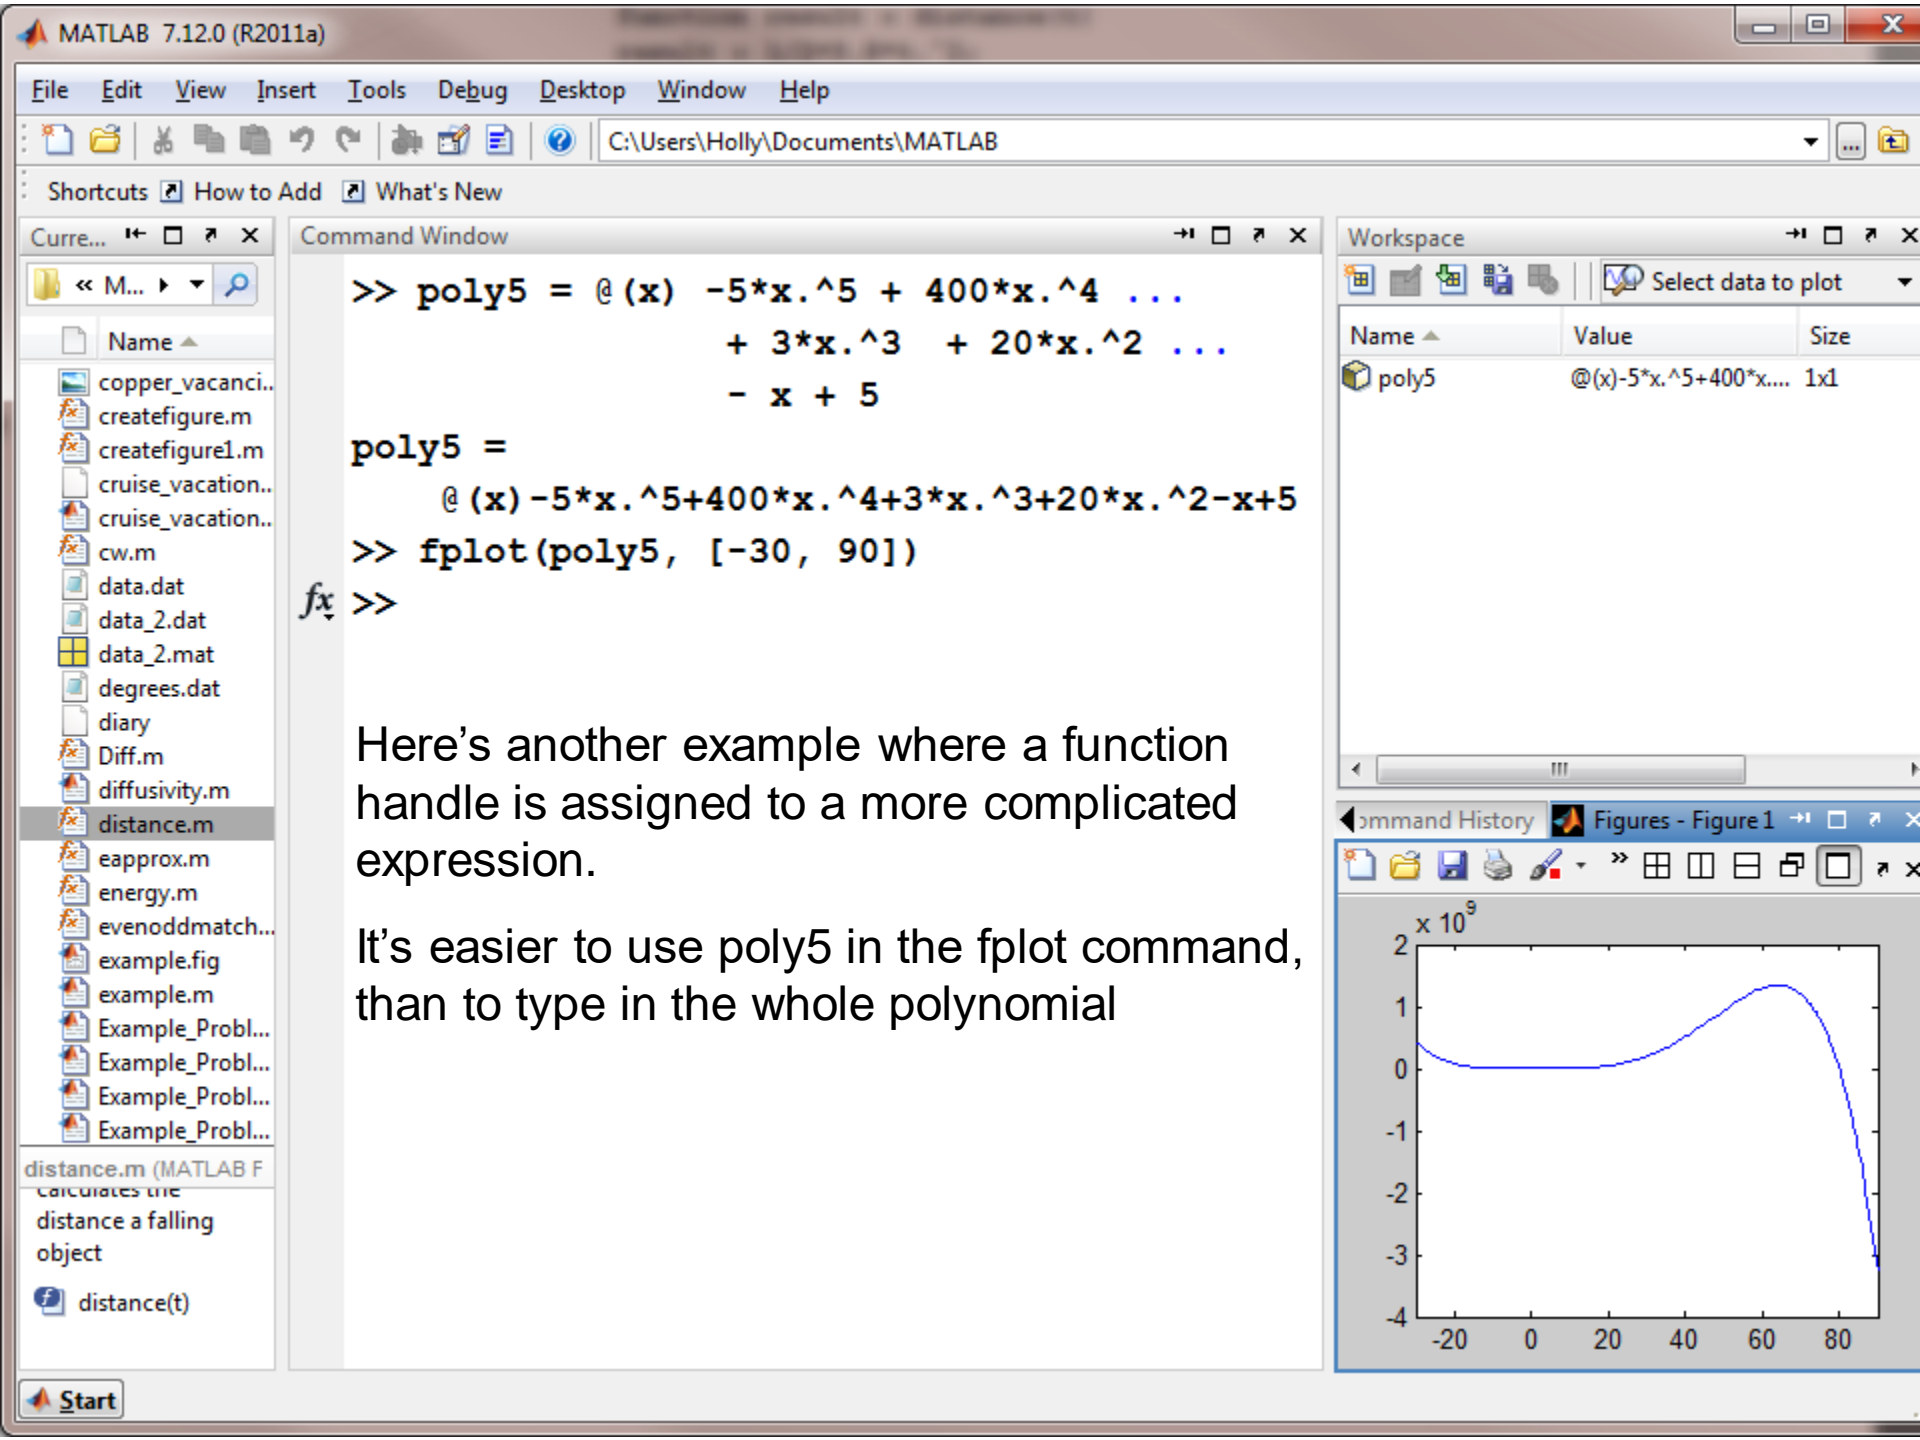 MATLAB 7.12.0 (R2011a)
File Edit View Insert Tools Debug Desktop Window Help
C:\Users\Holly\Documents\MATLAB
...
Shortcuts How to Add What's New
Curre...
« M...
Name
copper_vacanci..
createfigure.m
createfigure1.m
cruise_vacation..
cruise_vacation..
cw.m
data.dat
data_2.dat
data_2.mat
degrees.dat
diary
Diff.m
diffusivity.m
distance.m
eapprox.m
energy.m
evenoddmatch...
example.fig
example.m
Example_Probl...
Example_Probl...
Example_Probl...
Example_Probl...
distance.m (MATLAB F
calculates the
distance a falling
object
distance(t)
Start
Command Window
>> poly5 = @(x) -5*x.^5 + 400*x.^4 ...
+ 3*x.^3 + 20*x.^2 ...
- x + 5
poly5 =
@(x)-5*x.^5+400*x.^4+3*x.^3+20*x.^2-x+5
>> fplot(poly5, [-30, 90])
fx >>
Here’s another example where a function
handle is assigned to a more complicated
expression.
It’s easier to use poly5 in the fplot command,
than to type in the whole polynomial
Workspace
Select data to plot
Name Value Size
poly5 @(x)-5*x.^5+400*x.... 1x1
ommand History Figures - Figure 1
x 10^9
2
1
0
-1
-2
-3
-4
-20 0 20 40 60 80